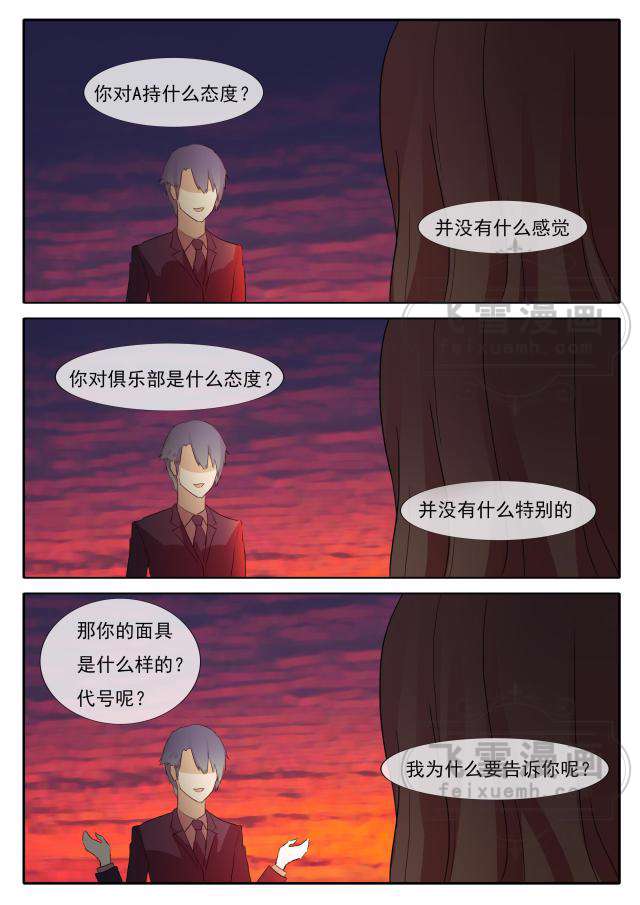 你对A持什么态度？
并没有什么感觉
飞雪漫画
feixuemh.com
你对俱乐部是什么态度？
并没有什么特别的
那你的面具
是什么样的？
代号呢？
我为什么要告诉你呢？
飞雪漫画
feixuemh.com